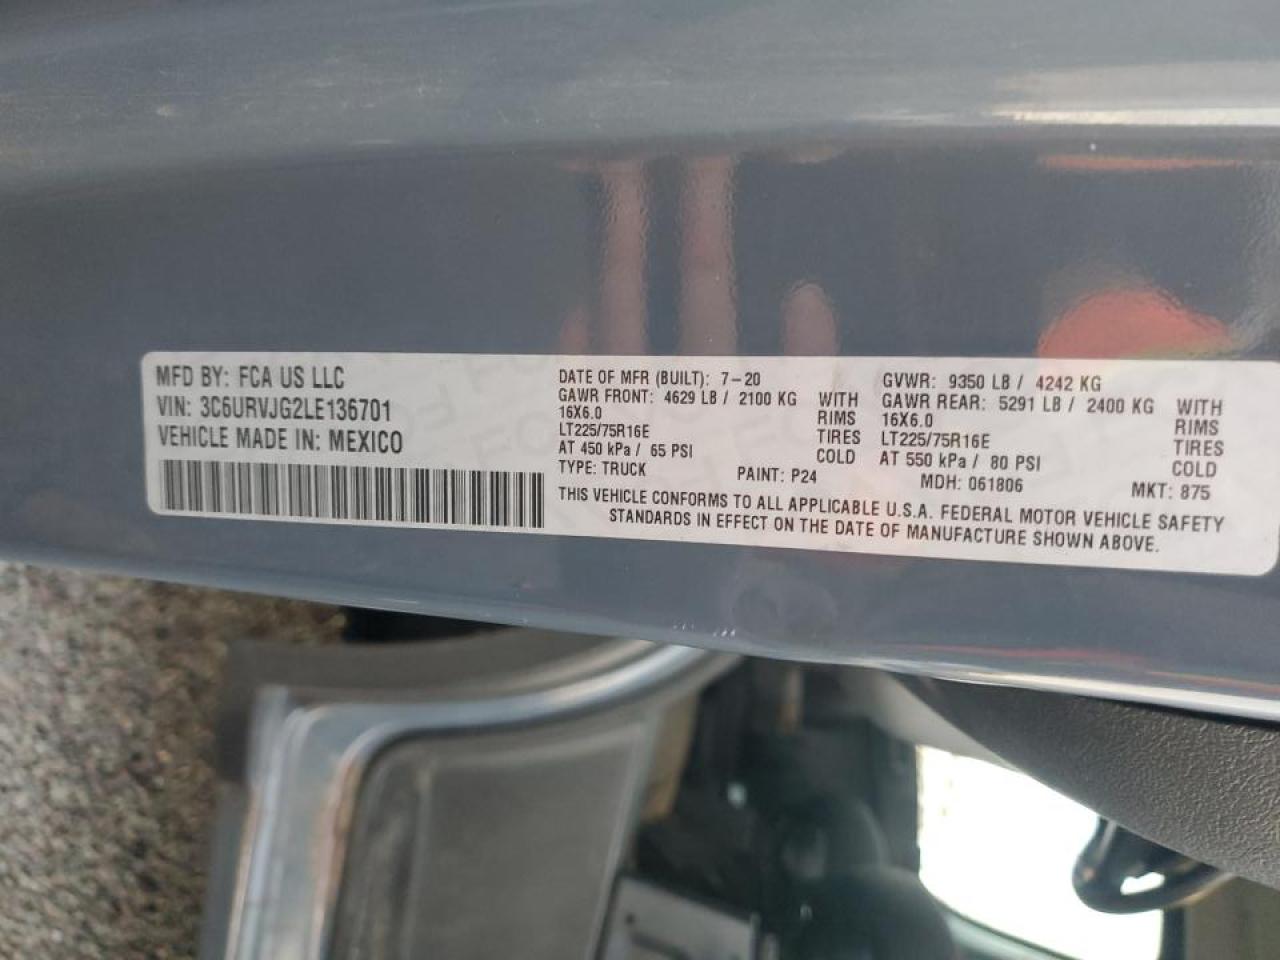 MFD BY: FCA US LLC
VIN: 3C6URVJG2LE136701
VEHICLE MADE IN: MEXICO
DATE OF MFR (BUILT): 7-20
GAWR FRONT: 4629 LB / 2100 KG WITH
16X6.0 RIMS
LT225/75R16E TIRES
AT 450 kPa / 65 PSI COLD
TYPE: TRUCK PAINT: P24
GVWR: 9350 LB / 4242 KG
GAWR REAR: 5291 LB / 2400 KG WITH
16X6.0 RIMS
LT225/75R16E TIRES
AT 550 kPa / 80 PSI COLD
MDH: 061806 MKT: 875
THIS VEHICLE CONFORMS TO ALL APPLICABLE U.S.A. FEDERAL MOTOR VEHICLE SAFETY
STANDARDS IN EFFECT ON THE DATE OF MANUFACTURE SHOWN ABOVE.